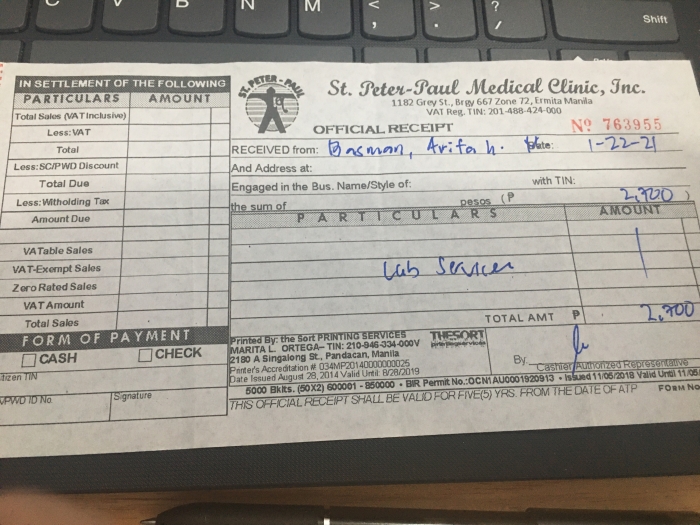 C V B N M < , > . ? / Shift
IN SETTLEMENT OF THE FOLLOWING
PARTICULARS AMOUNT
Total Sales (VAT Inclusive)
Less: VAT
Total
Less: SC/PWD Discount
Total Due
Less: Witholding Tax
Amount Due
VATable Sales
VAT-Exempt Sales
Zero Rated Sales
VAT Amount
Total Sales
FORM OF PAYMENT
CASH CHECK
tizen TIN
/PWD ID No. Signature
ST. PETER-PAUL
St. Peter-Paul Medical Clinic, Inc.
1182 Grey St., Brgy 667 Zone 72, Ermita Manila
VAT Reg. TIN: 201-488-424-000
OFFICIAL RECEIPT Nº 763955
RECEIVED from: Basman, Arifah. Date: 1-22-21
And Address at:
Engaged in the Bus. Name/Style of: with TIN:
the sum of pesos (₱ 2,700 )
PARTICULARS AMOUNT
Lab Services
TOTAL AMT ₱ 2,700
Printed By: the Sort PRINTING SERVICES THESORT
MARITA L. ORTEGA- TIN: 210-946-334-000V
2180 A Singalong St., Pandacan, Manila
Printer's Accreditation # 034MP20140000000025
Date Issued August 28, 2014 Valid Until 8/28/2019
By: Cashier/Authorized Representative
5000 Bkts. (50X2) 600001 - 850000 • BIR Permit No.:OCN1AU0001920913 • Issued 11/06/2018 Valid Until 11/05/
THIS OFFICIAL RECEIPT SHALL BE VALID FOR FIVE(5) YRS. FROM THE DATE OF ATP FORM No